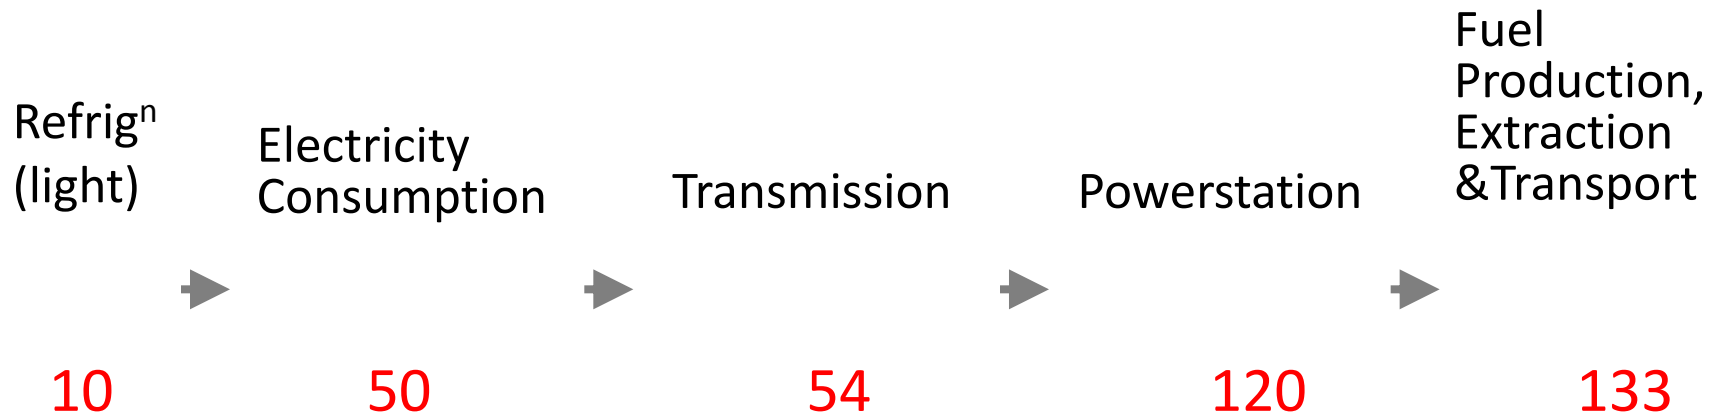 Refrigⁿ
(light)
Electricity
Consumption
Transmission
Powerstation
Fuel
Production,
Extraction
&Transport
10
50
54
120
133